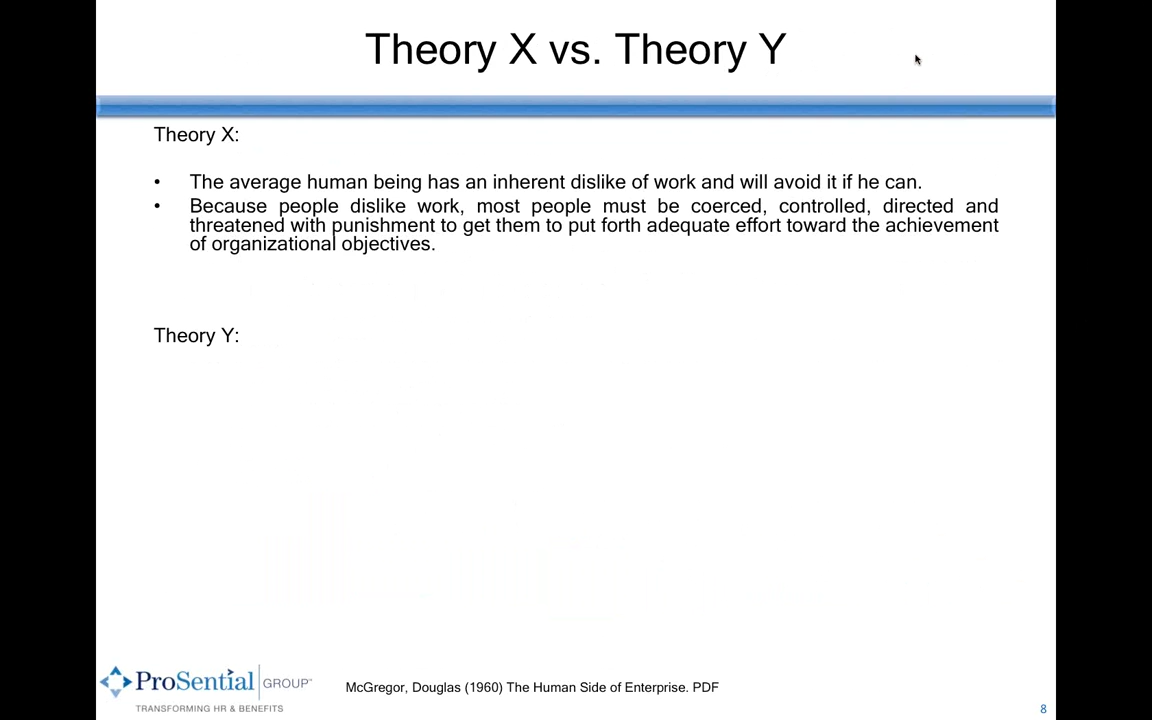 Theory X vs. Theory Y
Theory X:
• The average human being has an inherent dislike of work and will avoid it if he can.
• Because people dislike work, most people must be coerced, controlled, directed and
threatened with punishment to get them to put forth adequate effort toward the achievement
of organizational objectives.
Theory Y:
ProSential GROUP™
TRANSFORMING HR & BENEFITS
McGregor, Douglas (1960) The Human Side of Enterprise. PDF
8